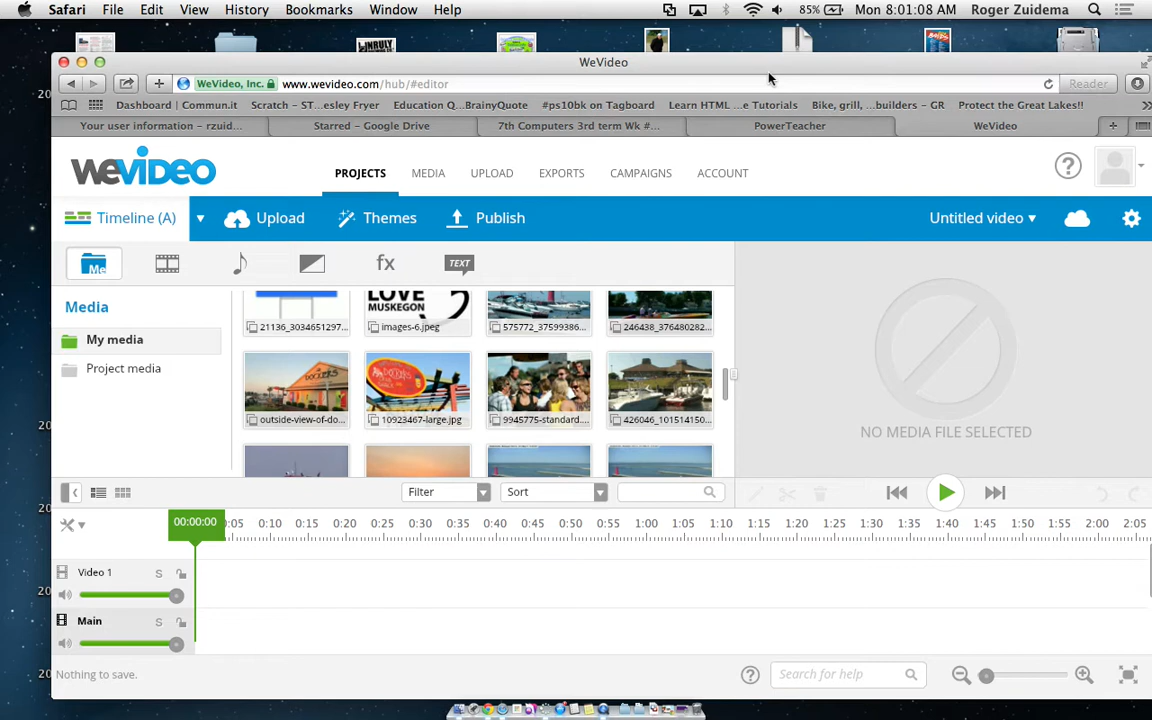 Safari File Edit View History Bookmarks Window Help 85% Mon 8:01:08 AM Roger Zuidema
UNRULY
WeVideo
WeVideo, Inc. www.wevideo.com/hub/#editor Reader
Dashboard | Commun.it Scratch – ST...esley Fryer Education Q...BrainyQuote #ps10bk on Tagboard Learn HTML ...e Tutorials Bike, grill, ...builders – GR Protect the Great Lakes!!
Your user information – rzuid... Starred – Google Drive 7th Computers 3rd term Wk #... PowerTeacher WeVideo
weVIDEO PROJECTS MEDIA UPLOAD EXPORTS CAMPAIGNS ACCOUNT ?
Timeline (A) Upload Themes Publish Untitled video
Me fx TEXT
Media
My media
Project media
LOVE
MUSKEGON
21136_3034651297... images-6.jpeg 575772_37599386... 246438_376480282...
outside-view-of-do... 10923467-large.jpg 9945775-standard.... 426046_101514150...
NO MEDIA FILE SELECTED
Filter Sort
00:00:00 0:05 0:10 0:15 0:20 0:25 0:30 0:35 0:40 0:45 0:50 0:55 1:00 1:05 1:10 1:15 1:20 1:25 1:30 1:35 1:40 1:45 1:50 1:55 2:00 2:05
Video 1 S
Main S
Nothing to save. ? Search for help